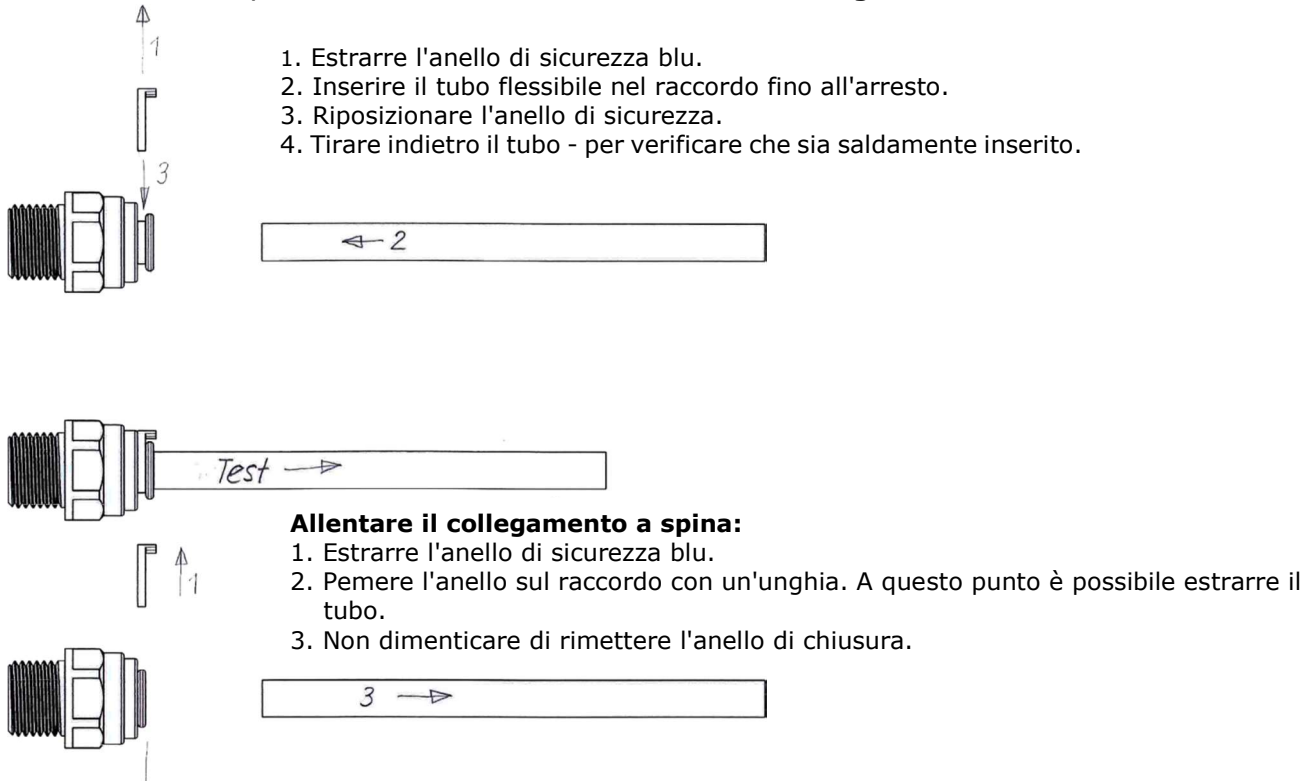 1
1. Estrarre l'anello di sicurezza blu.
2. Inserire il tubo flessibile nel raccordo fino all'arresto.
3. Riposizionare l'anello di sicurezza.
4. Tirare indietro il tubo - per verificare che sia saldamente inserito.
3
2
Test
Allentare il collegamento a spina:
1. Estrarre l'anello di sicurezza blu.
1
2. Pemere l'anello sul raccordo con un'unghia. A questo punto è possibile estrarre il
tubo.
3. Non dimenticare di rimettere l'anello di chiusura.
3